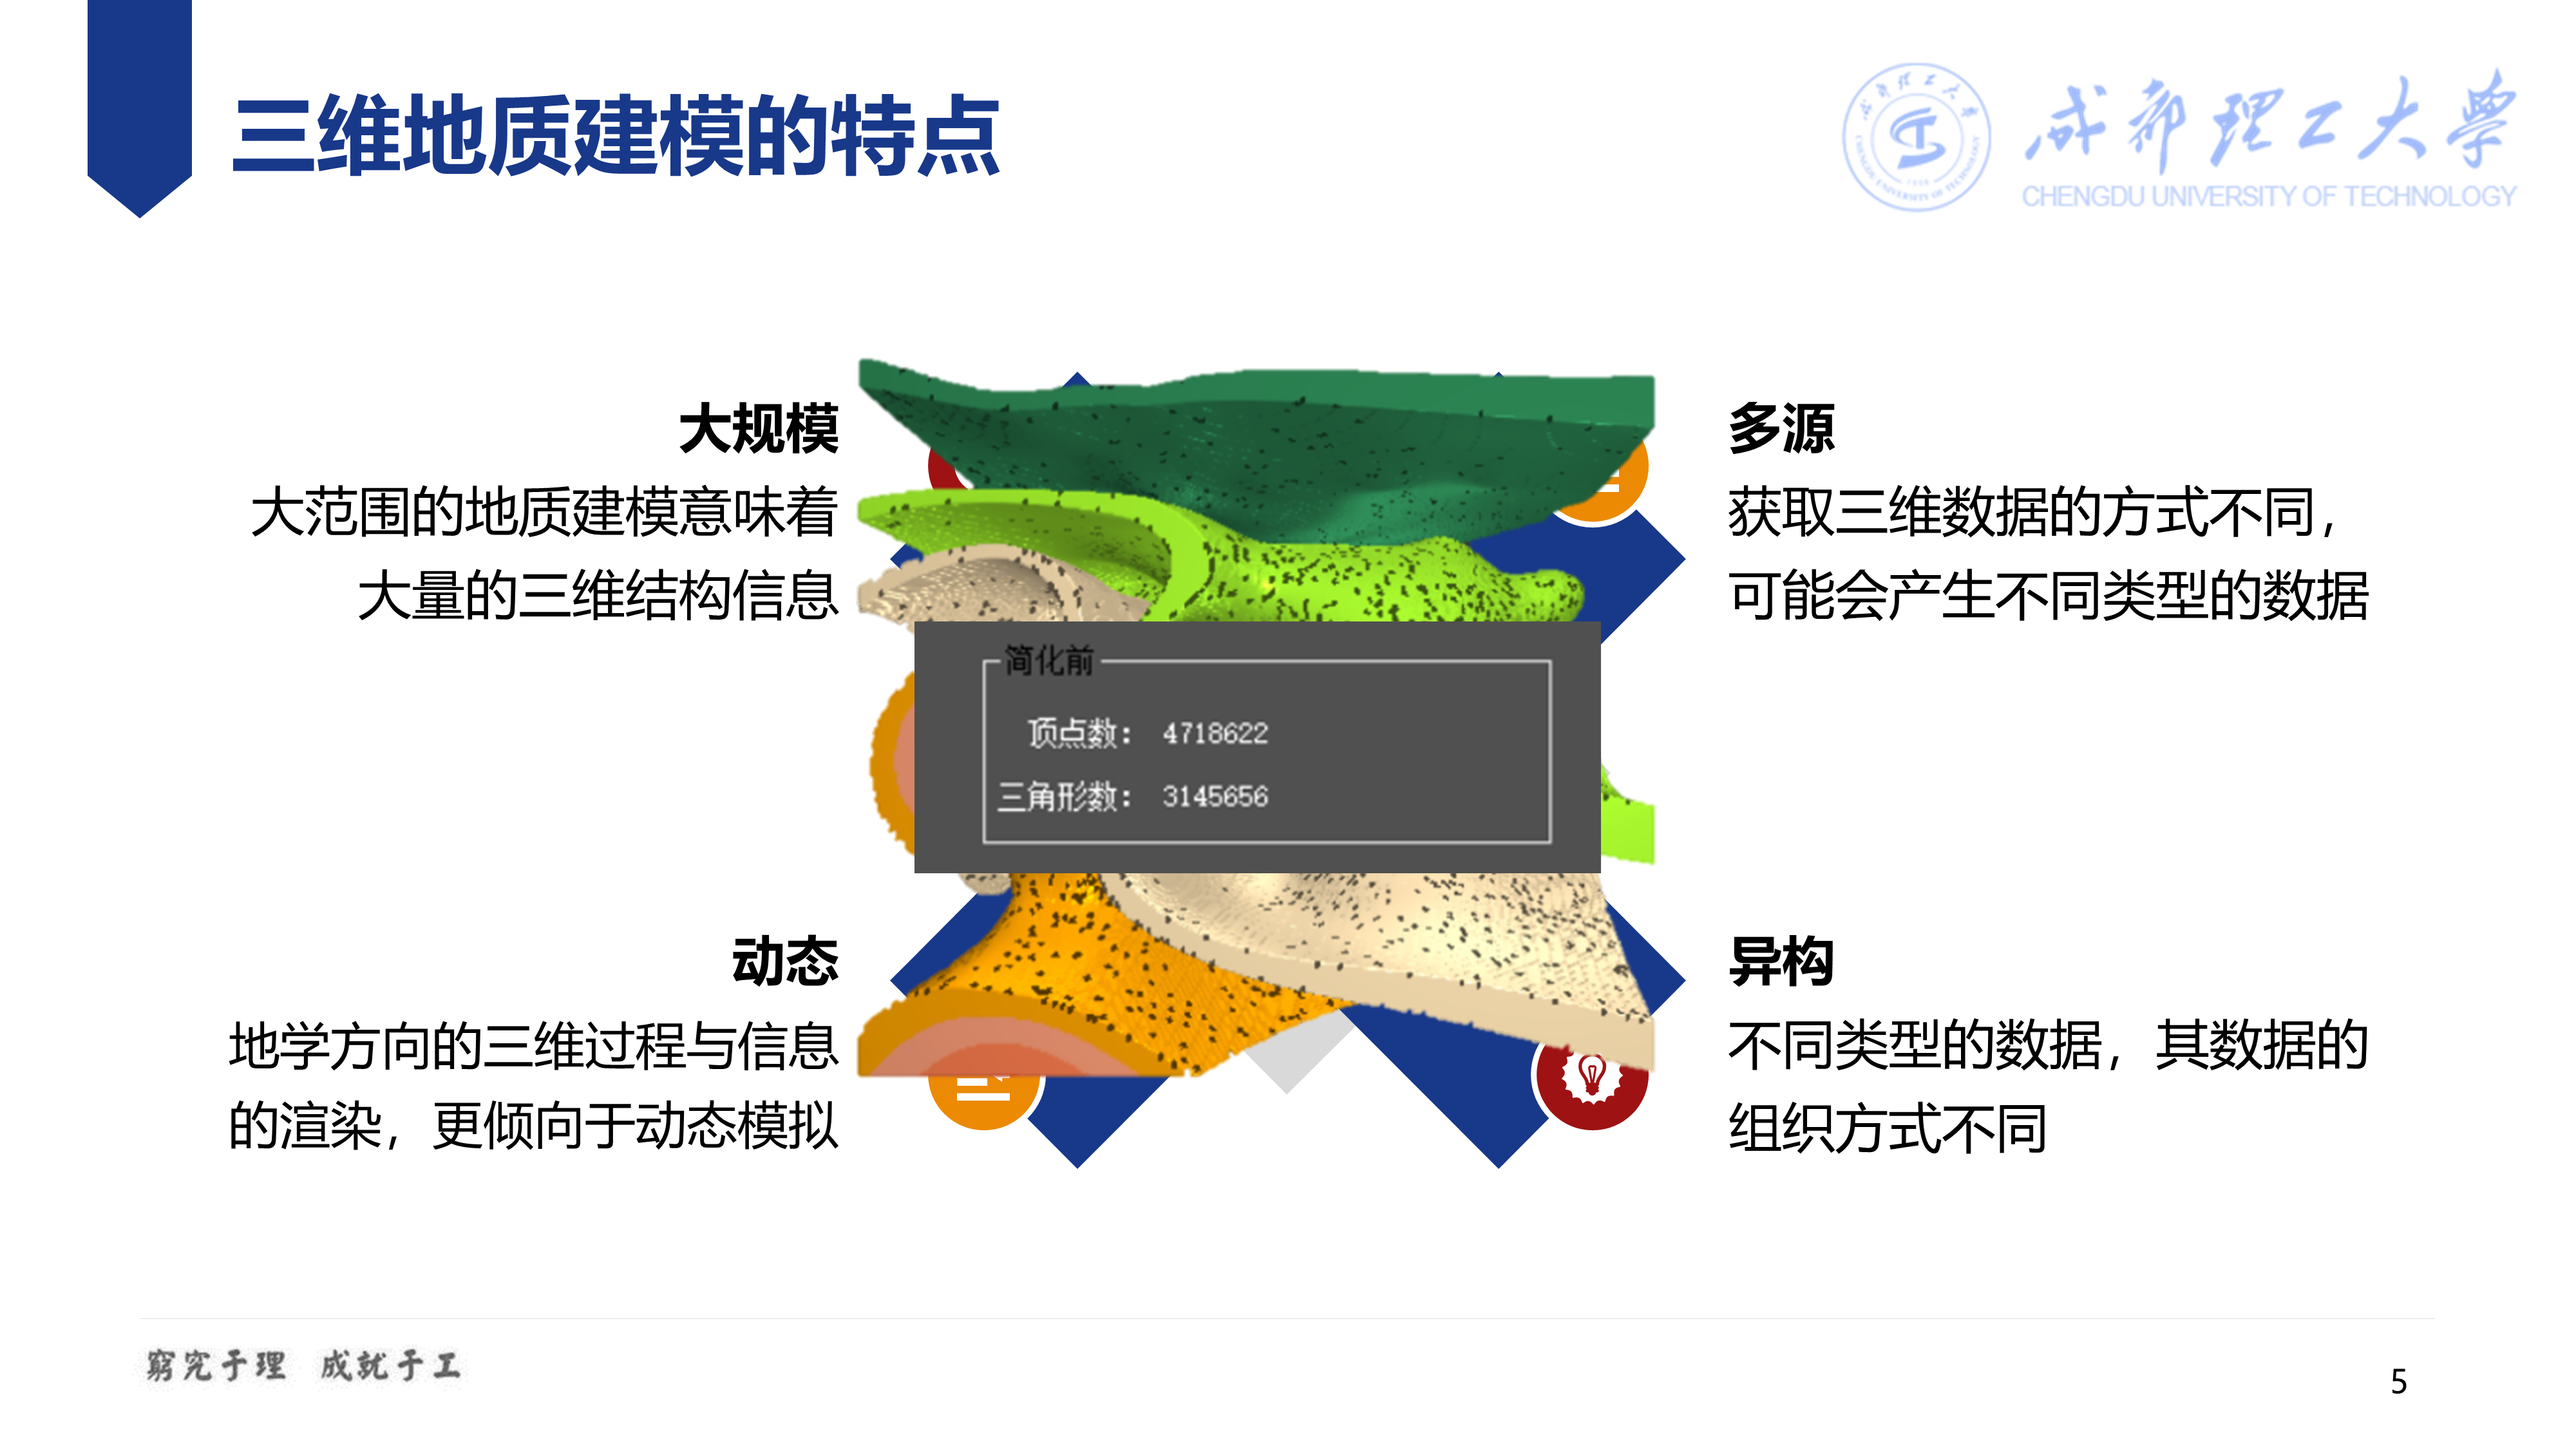 三维地质建模的特点
成都理工大学
CHENGDU UNIVERSITY OF TECHNOLOGY
大规模
大范围的地质建模意味着
大量的三维结构信息
多源
获取三维数据的方式不同，
可能会产生不同类型的数据
简化前
顶点数： 4718622
三角形数： 3145656
动态
地学方向的三维过程与信息
的渲染，更倾向于动态模拟
异构
不同类型的数据，其数据的
组织方式不同
窮究于理 成就于工
5